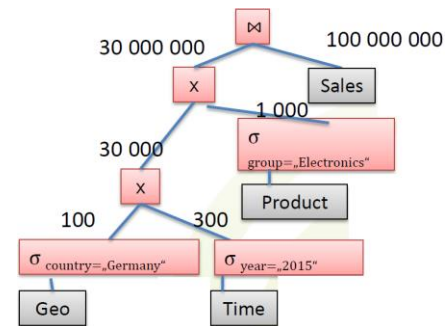 ⋈
30 000 000
100 000 000
x
Sales
1 000
σ
group=„Electronics“
30 000
x
Product
100
300
σ country=„Germany“
σ year=„2015“
Geo
Time